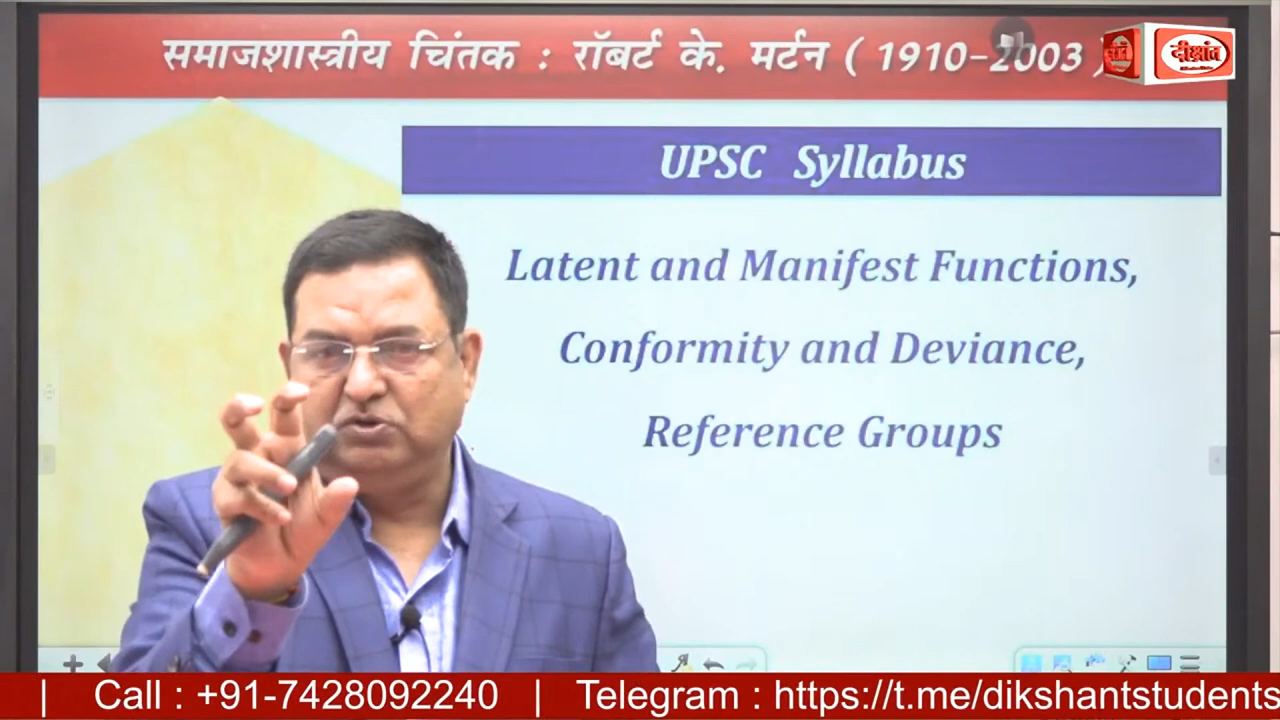 समाजशास्त्रीय चिंतक : रॉबर्ट के. मर्टन ( 1910-2003 )
दीक्षांत
UPSC Syllabus
Latent and Manifest Functions,
Conformity and Deviance,
Reference Groups
| Call : +91-7428092240 | Telegram : https://t.me/dikshantstudents